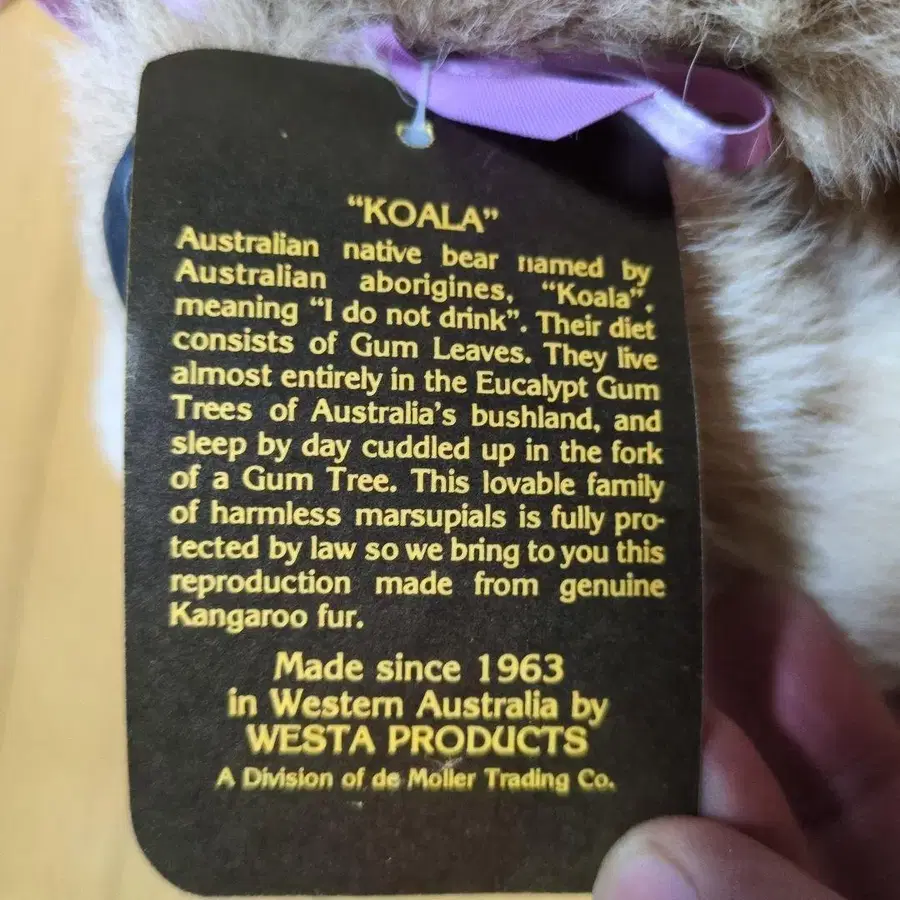 “KOALA”
Australian native bear named by
Australian aborigines, “Koala”,
meaning “I do not drink”. Their diet
consists of Gum Leaves. They live
almost entirely in the Eucalypt Gum
Trees of Australia’s bushland, and
sleep by day cuddled up in the fork
of a Gum Tree. This lovable family
of harmless marsupials is fully pro-
tected by law so we bring to you this
reproduction made from genuine
Kangaroo fur.
Made since 1963
in Western Australia by
WESTA PRODUCTS
A Division of de Moller Trading Co.